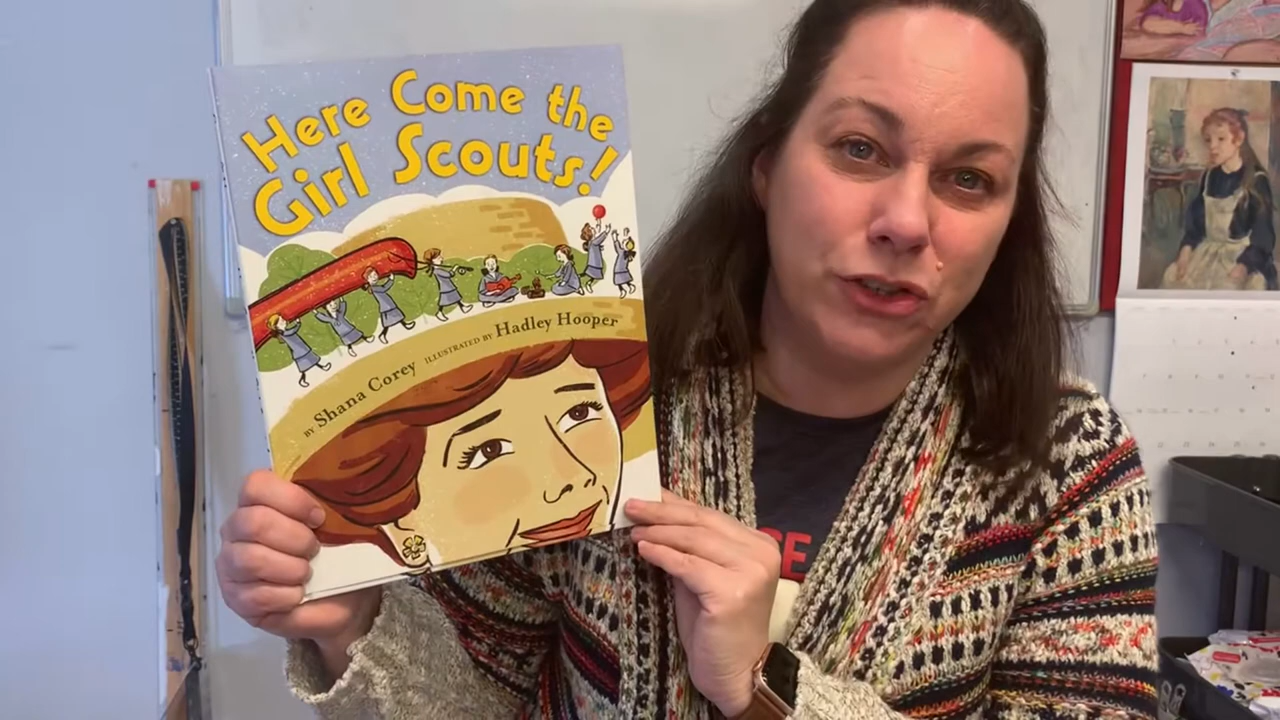 Here Come the
Girl Scouts!
BY Shana Corey ILLUSTRATED BY Hadley Hooper